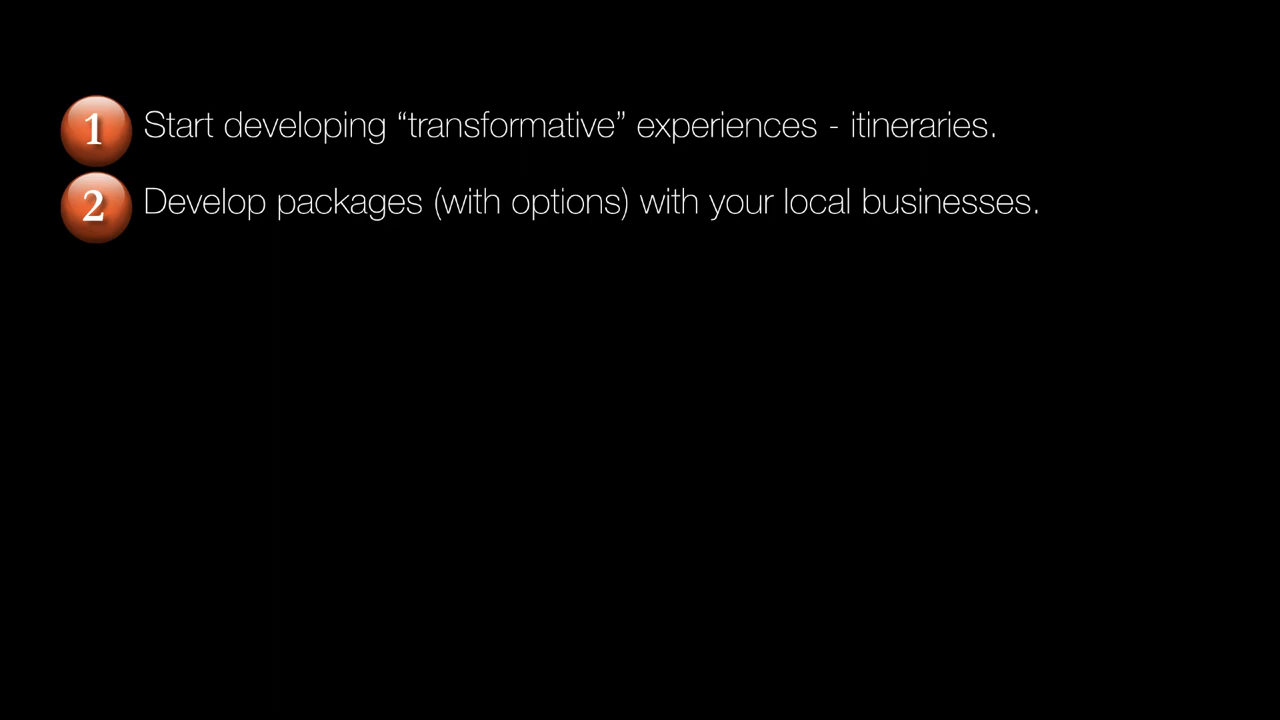 1 Start developing “transformative” experiences - itineraries.
2 Develop packages (with options) with your local businesses.